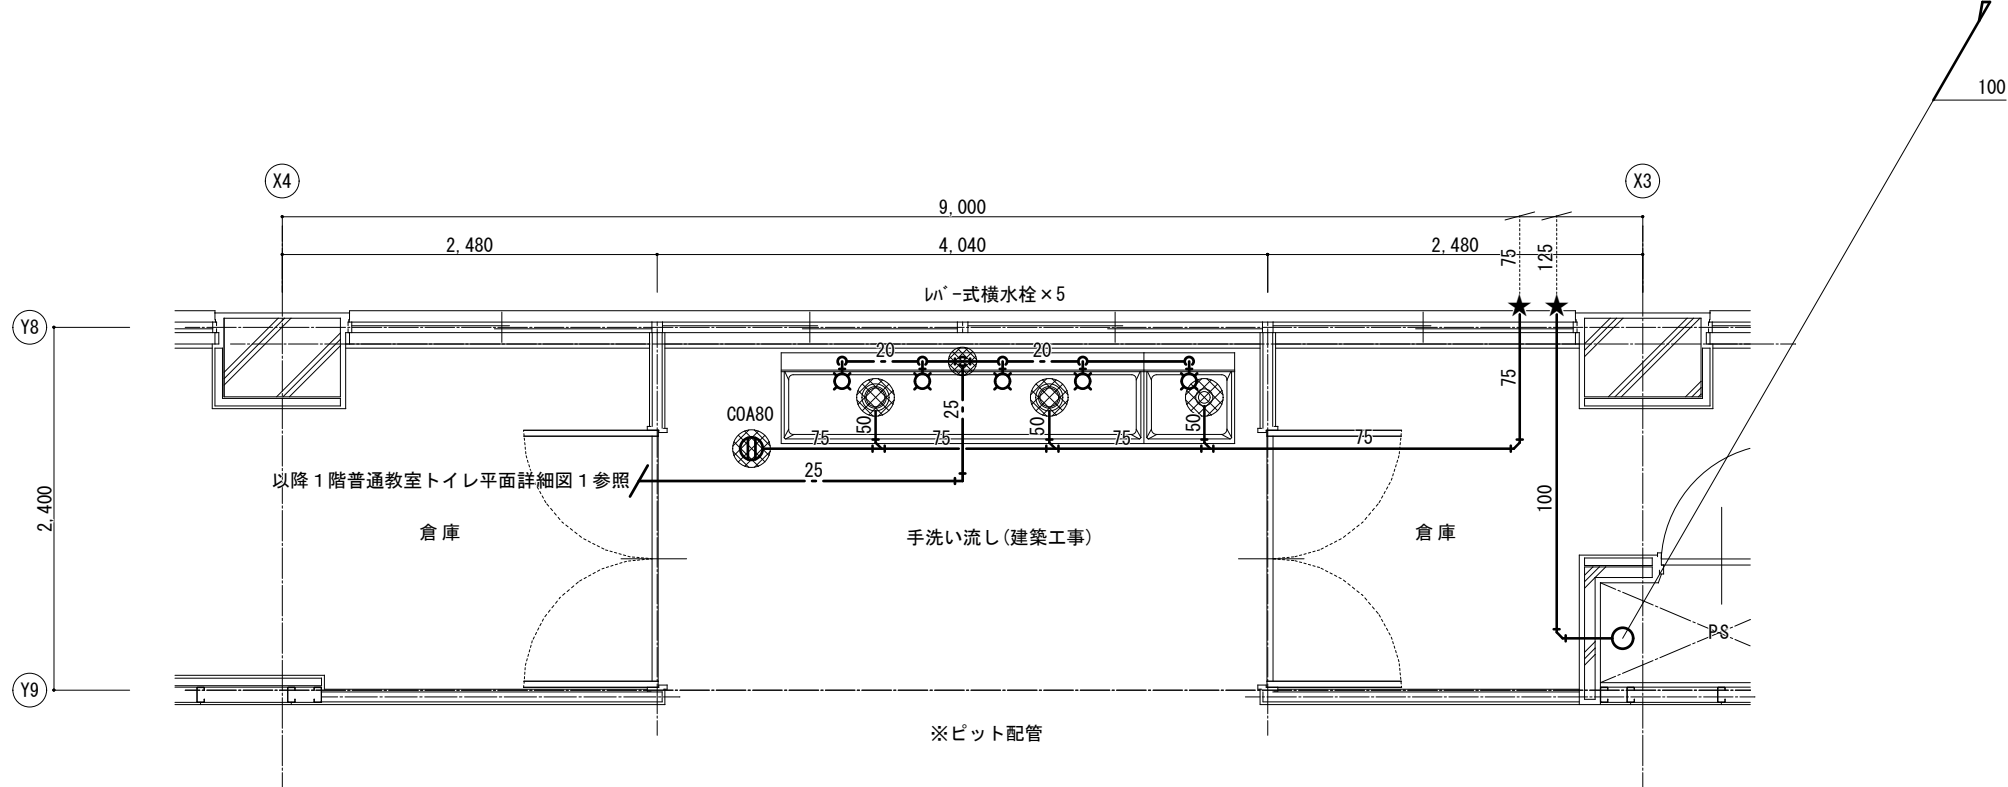 100
X4
X3
9,000
2,480
4,040
2,480
75
125
ﾚﾊﾞｰ式横水栓×5
Y8
20
20
75
COA80
50
25
50
50
75
75
75
75
以降１階普通教室トイレ平面詳細図１参照
25
2,400
100
倉庫
手洗い流し(建築工事)
倉庫
PS
Y9
※ピット配管